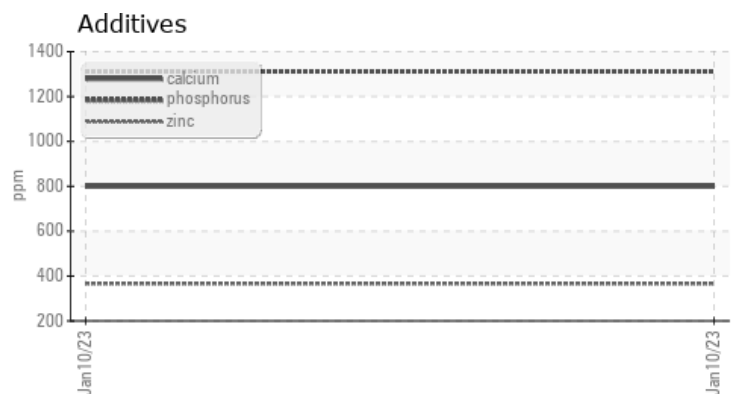 Additives
1400
1200
1000
800
600
400
200
ppm
calcium
phosphorus
zinc
Jan10/23
Jan10/23